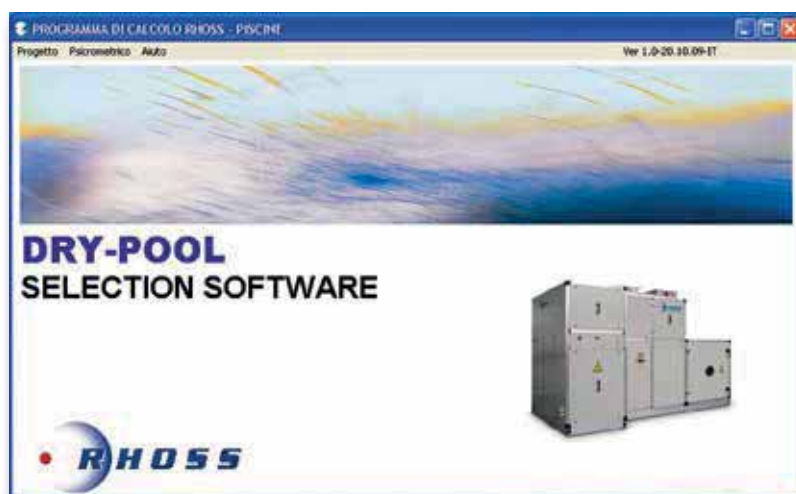 PROGRAMMA DI CALCOLO RHOSS - PISCINE
Progetto Psicrometrico Aiuto
Ver 1.0-20.10.09-IT
DRY-POOL
SELECTION SOFTWARE
RHOSS